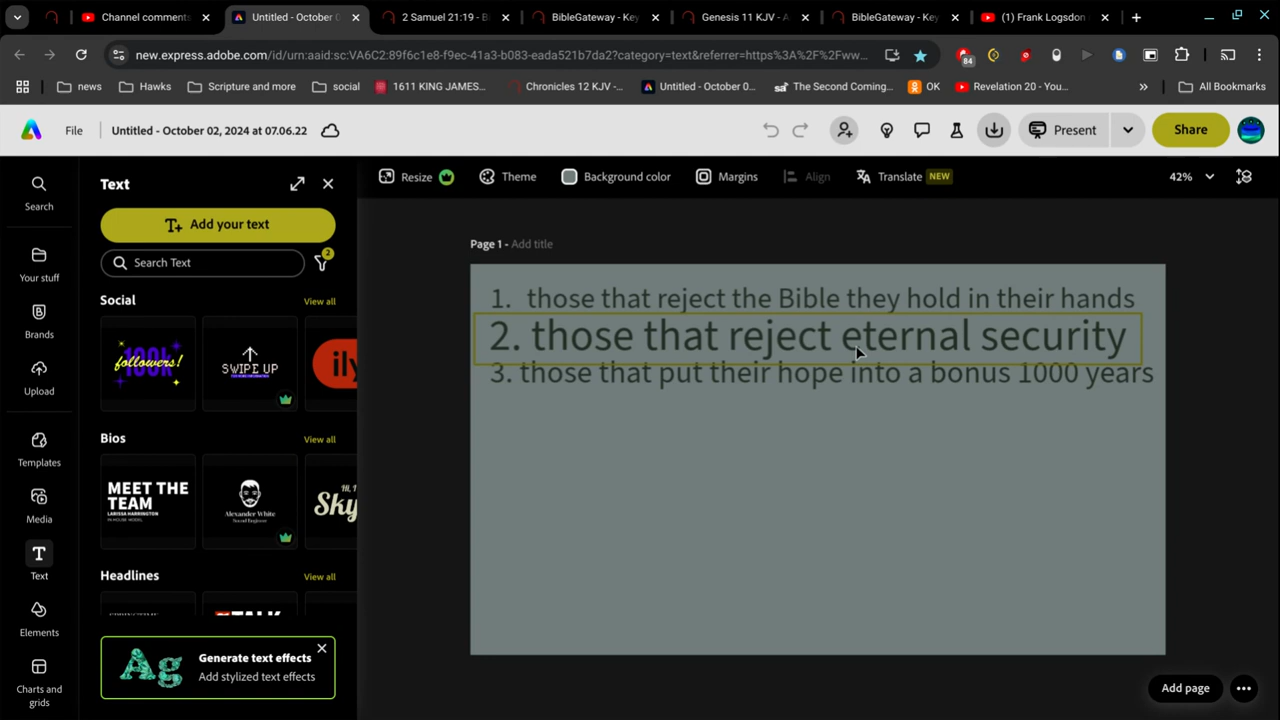 Channel comments
Untitled - October 0
2 Samuel 21:19 - B
BibleGateway - Key
Genesis 11 KJV - A
BibleGateway - Key
(1) Frank Logsdon
new.express.adobe.com/id/urn:aaid:sc:VA6C2:89f6c1e8-f9ec-41a3-b083-eada521b7da2?category=text&referrer=https%3A%2F%2Fww...
84
news
Hawks
Scripture and more
social
1611 KING JAMES...
Chronicles 12 KJV -...
Untitled - October 0...
sa
The Second Coming...
OK
Revelation 20 - You...
All Bookmarks
File
Untitled - October 02, 2024 at 07.06.22
Present
Share
Search
Your stuff
Brands
Upload
Templates
Media
Text
Elements
Charts and
grids
Text
Add your text
Search Text
2
Social
View all
100k
followers!
SWIPE UP
ily
Bios
View all
MEET THE
TEAM
Alexander White
Sky
Headlines
View all
Ag
Generate text effects
Add stylized text effects
Resize
Theme
Background color
Margins
Align
Translate
NEW
42%
Page 1 - Add title
1. those that reject the Bible they hold in their hands
2. those that reject eternal security
3. those that put their hope into a bonus 1000 years
Add page